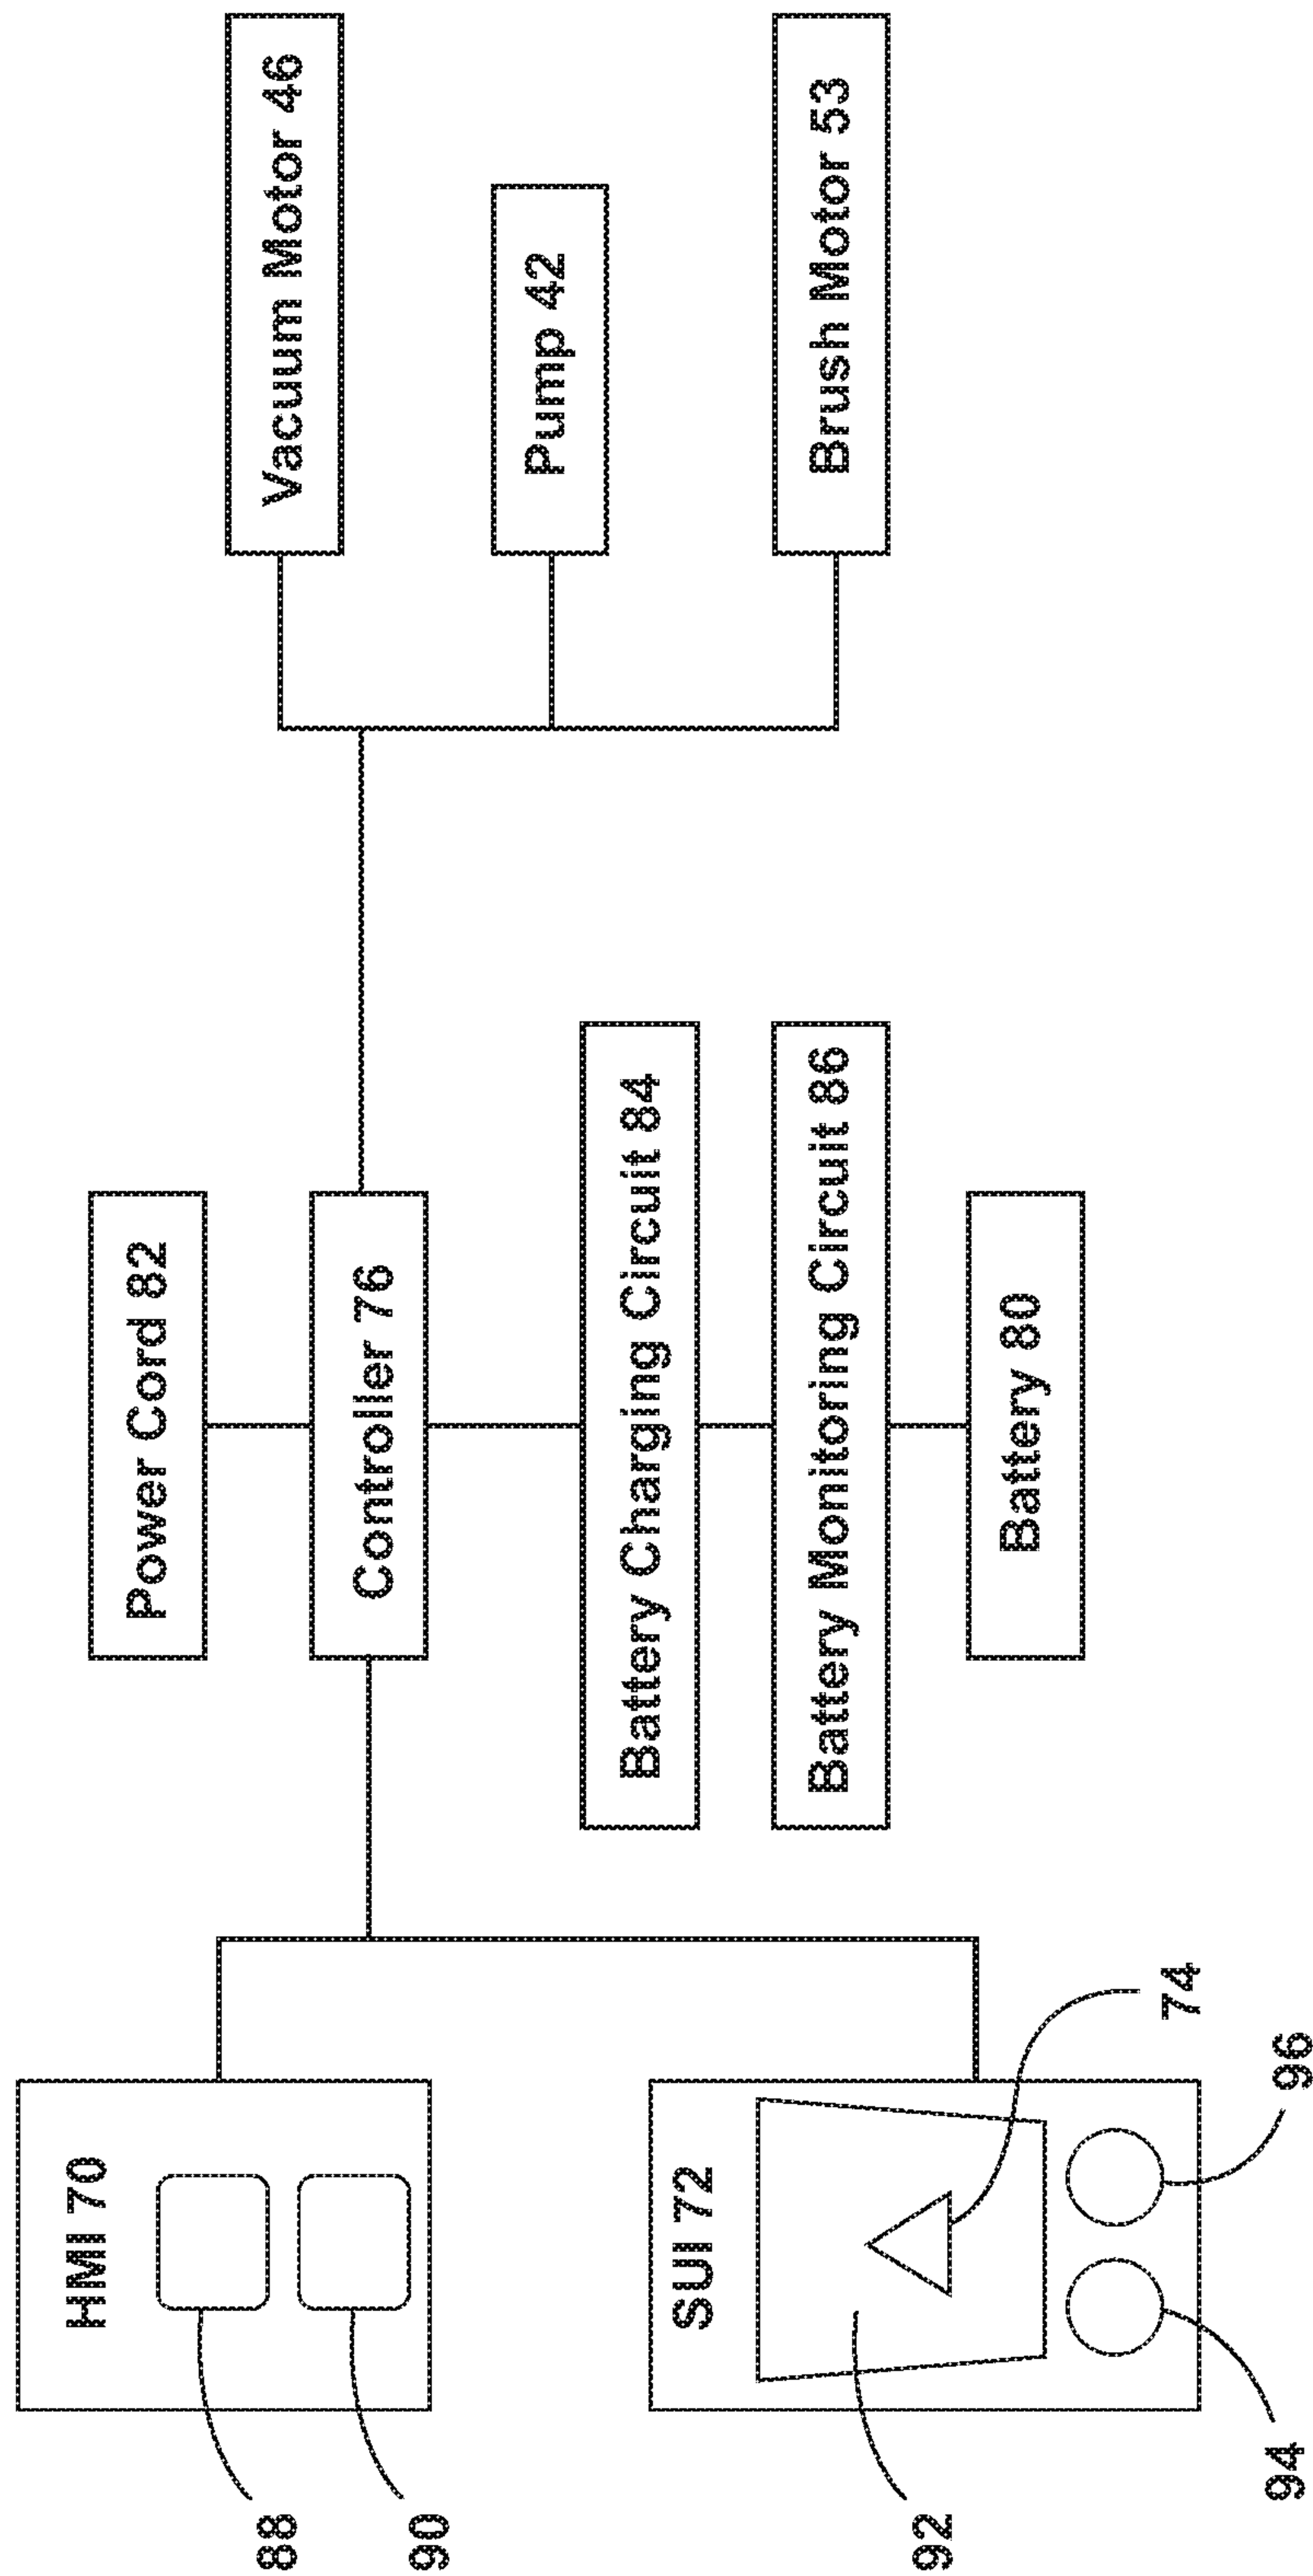 HMI 70
88
90
SUI 72
92
74
94
96
Power Cord 82
Controller 76
Battery Charging Circuit 84
Battery Monitoring Circuit 86
Battery 80
Vacuum Motor 46
Pump 42
Brush Motor 53